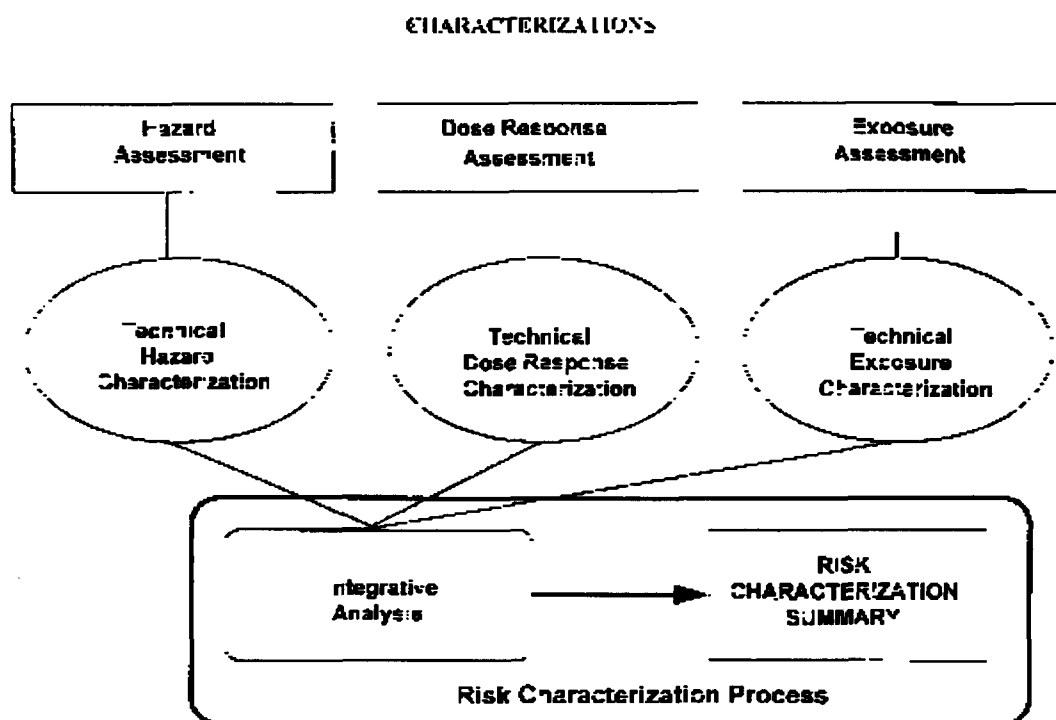 CHARACTERIZATIONS
Hazard
Assessment
Dose Response
Assessment
Exposure
Assessment
Technical
Hazard
Characterization
Technical
Dose Response
Characterization
Technical
Exposure
Characterization
Integrative
Analysis
RISK
CHARACTERIZATION
SUMMARY
Risk Characterization Process